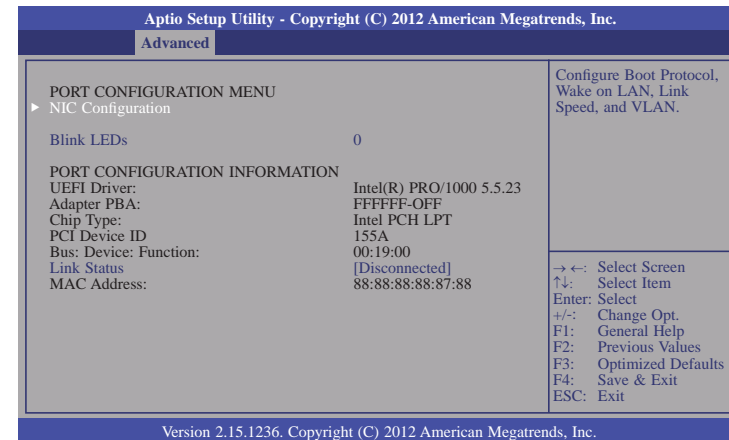 Aptio Setup Utility - Copyright (C) 2012 American Megatrends, Inc.
Advanced
PORT CONFIGURATION MENU
▶ NIC Configuration
Blink LEDs 0
PORT CONFIGURATION INFORMATION
UEFI Driver: Intel(R) PRO/1000 5.5.23
Adapter PBA: FFFFFF-OFF
Chip Type: Intel PCH LPT
PCI Device ID 155A
Bus: Device: Function: 00:19:00
Link Status [Disconnected]
MAC Address: 88:88:88:88:87:88
Configure Boot Protocol,
Wake on LAN, Link
Speed, and VLAN.
→ ←: Select Screen
↑↓: Select Item
Enter: Select
+/-: Change Opt.
F1: General Help
F2: Previous Values
F3: Optimized Defaults
F4: Save & Exit
ESC: Exit
Version 2.15.1236. Copyright (C) 2012 American Megatrends, Inc.